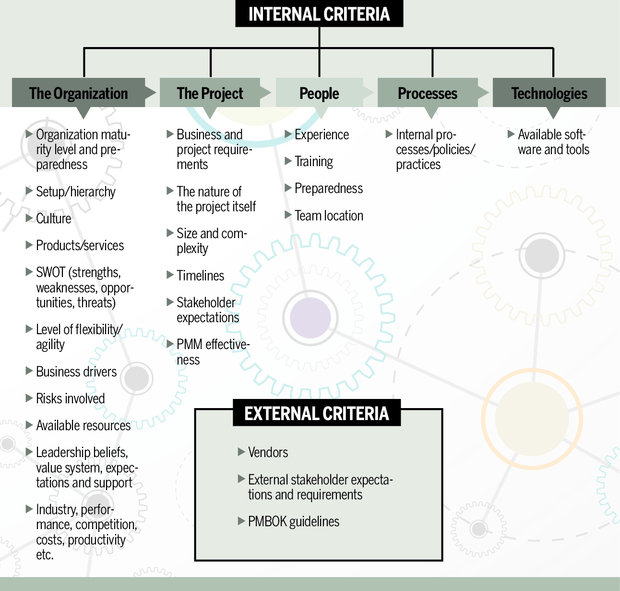 INTERNAL CRITERIA
The Organization
The Project
People
Processes
Technologies
Organization matu-
rity level and pre-
paredness
Setup/hierarchy
Culture
Products/services
SWOT (strengths,
weaknesses, oppor-
tunities, threats)
Level of flexibility/
agility
Business drivers
Risks involved
Available resources
Leadership beliefs,
value system, expec-
tations and support
Industry, perfor-
mance, competition,
costs, productivity
etc.
Business and
project require-
ments
The nature of
the project itself
Size and com-
plexity
Timelines
Stakeholder
expectations
PMM effective-
ness
Experience
Training
Preparedness
Team location
Internal pro-
cesses/policies/
practices
Available soft-
ware and tools
EXTERNAL CRITERIA
Vendors
External stakeholder expecta-
tions and requirements
PMBOK guidelines